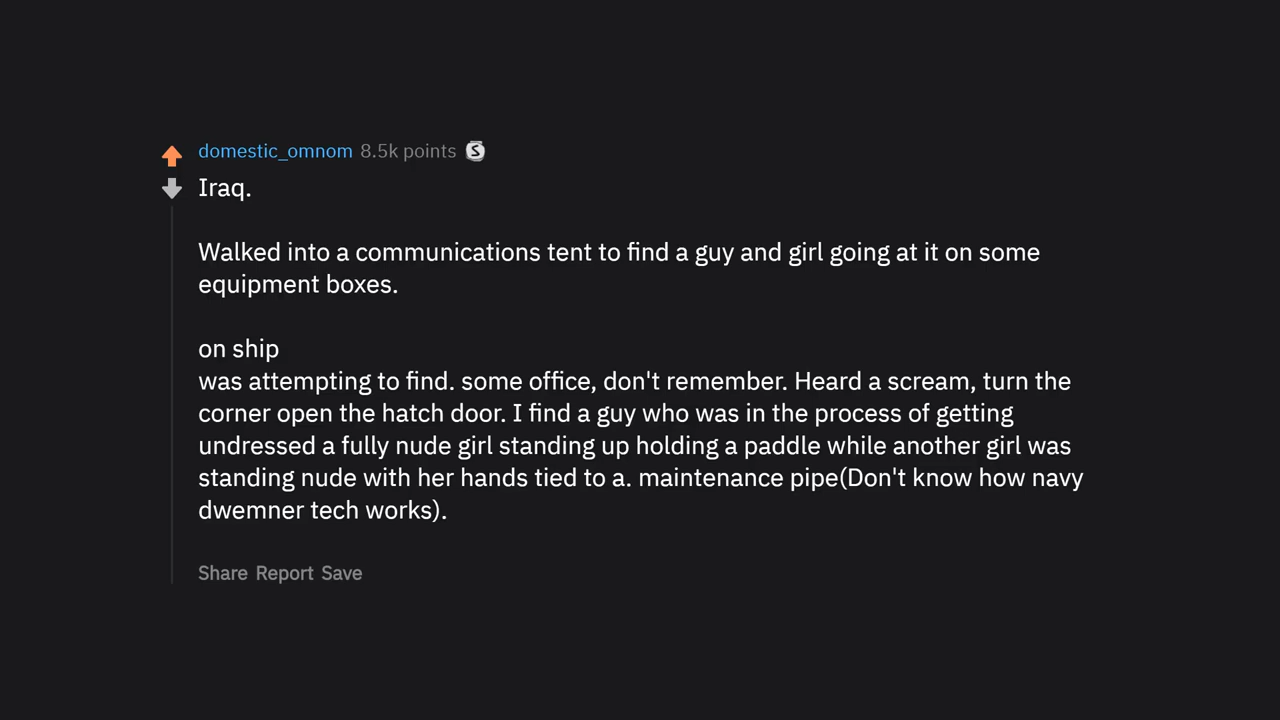 domestic_omnom 8.5k points S
Iraq.
Walked into a communications tent to find a guy and girl going at it on some
equipment boxes.
on ship
was attempting to find. some office, don't remember. Heard a scream, turn the
corner open the hatch door. I find a guy who was in the process of getting
undressed a fully nude girl standing up holding a paddle while another girl was
standing nude with her hands tied to a. maintenance pipe(Don't know how navy
dwemner tech works).
Share Report Save